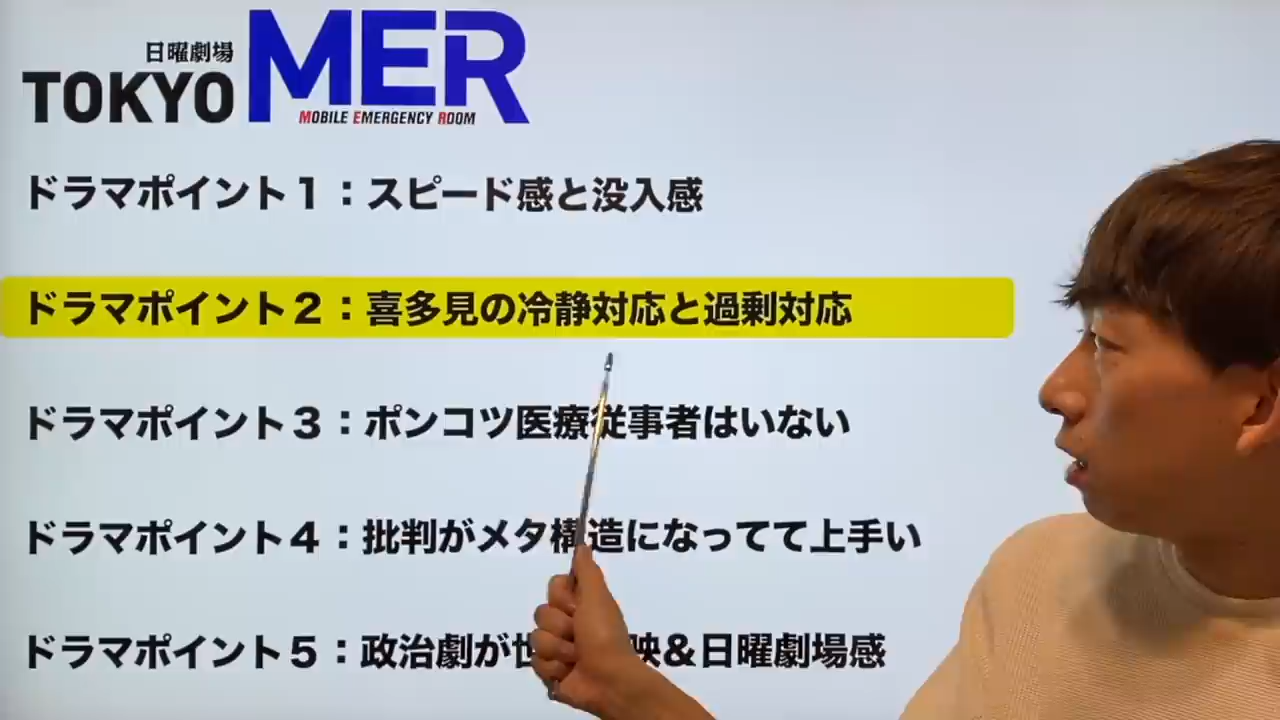 日曜劇場
TOKYO MER
MOBILE EMERGENCY ROOM
ドラマポイント1:スピード感と没入感
ドラマポイント2:喜多見の冷静対応と過剰対応
ドラマポイント3:ポンコツ医療従事者はいない
ドラマポイント4:批判がメタ構造になってて上手い
ドラマポイント5:政治劇が世 映&日曜劇場感